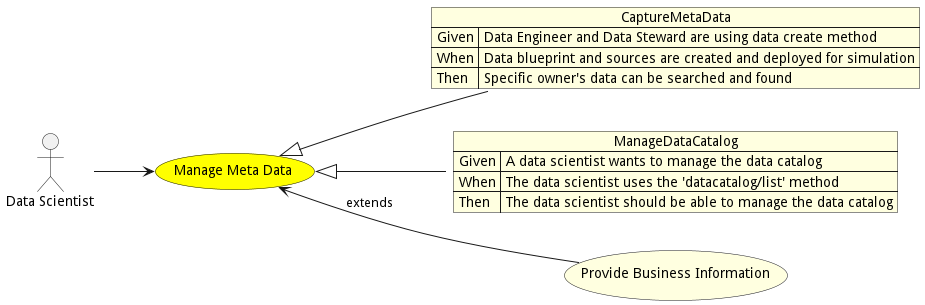 CaptureMetaData
Given Data Engineer and Data Steward are using data create method
When Data blueprint and sources are created and deployed for simulation
Then Specific owner's data can be searched and found
ManageDataCatalog
Given A data scientist wants to manage the data catalog
When The data scientist uses the 'datacatalog/list' method
Then The data scientist should be able to manage the data catalog
Manage Meta Data
Data Scientist
extends
Provide Business Information